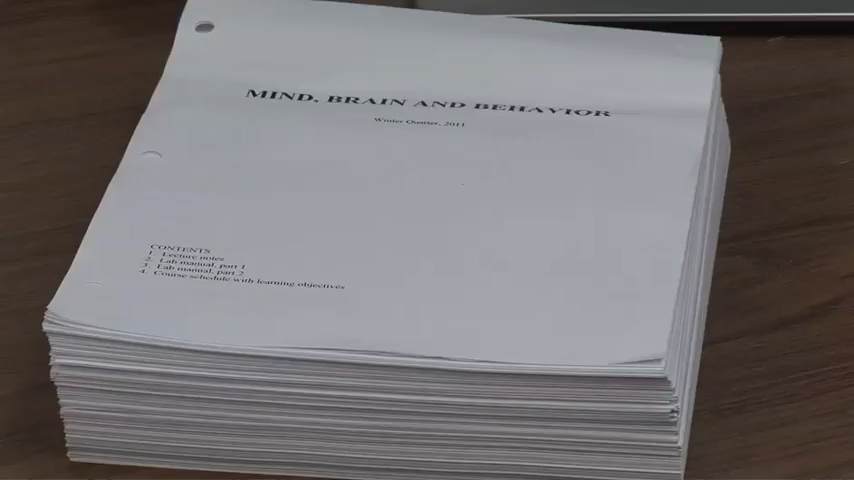 MIND, BRAIN AND BEHAVIOR
Winter Quarter, 2011
CONTENTS
1. Lecture notes
2. Lab manual, part 1
3. Lab manual, part 2
4. Course schedule with learning objectives